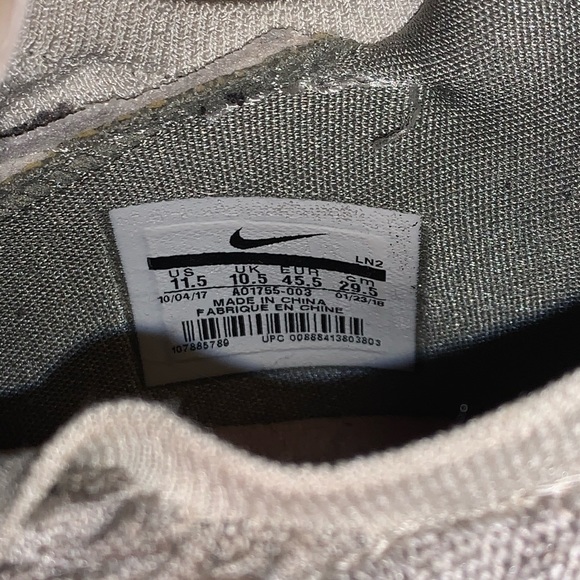 LN2
US UK EUR cm
11.5 10.5 45.5 29.5
10/04/17 AO1755-003 01/23/18
MADE IN CHINA
FABRIQUE EN CHINE
107885789 UPC 00888413803803